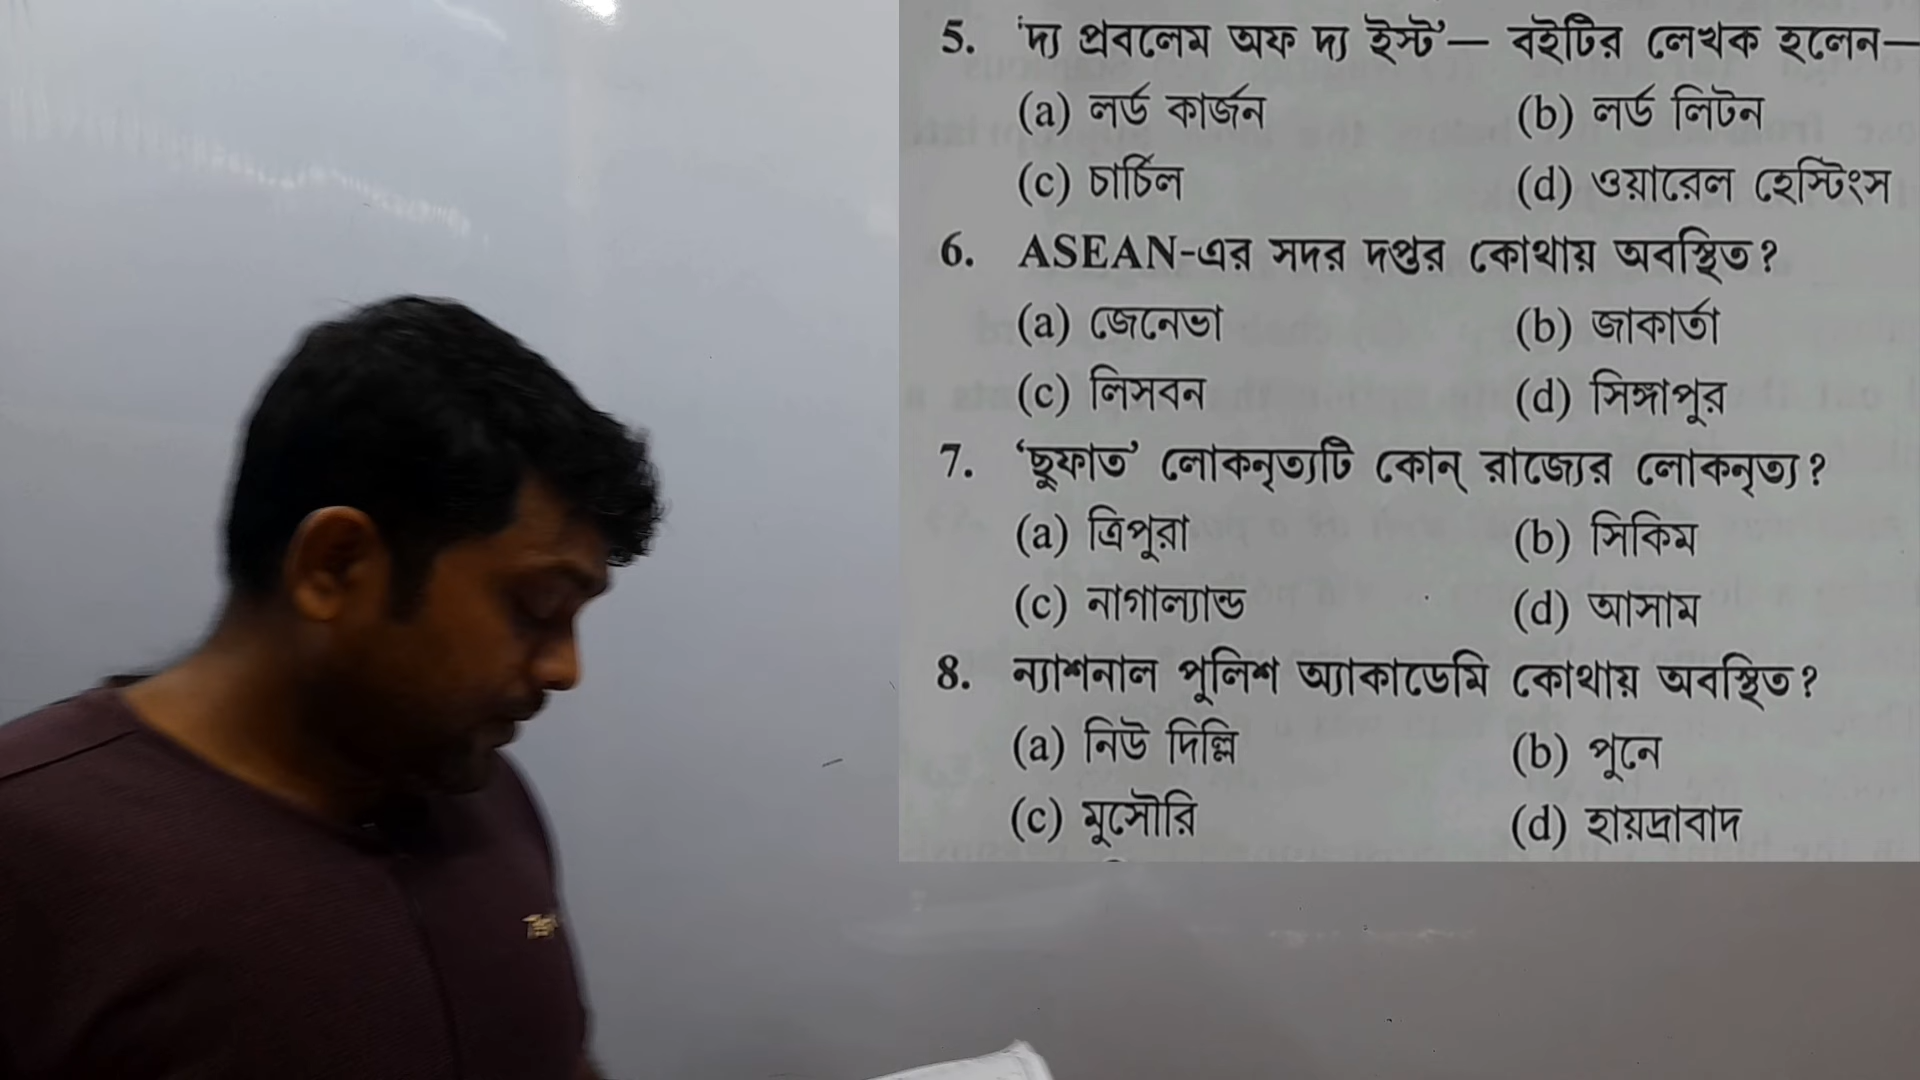 5. 'দ্য প্রবলেম অফ দ্য ইস্ট'— বইটির লেখক হলেন—
(a) লর্ড কার্জন (b) লর্ড লিটন
(c) চার্চিল (d) ওয়ারেল হেস্টিংস
6. ASEAN-এর সদর দপ্তর কোথায় অবস্থিত?
(a) জেনেভা (b) জাকার্তা
(c) লিসবন (d) সিঙ্গাপুর
7. ‘ছুফাত’ লোকনৃত্যটি কোন্ রাজ্যের লোকনৃত্য?
(a) ত্রিপুরা (b) সিকিম
(c) নাগাল্যান্ড (d) আসাম
8. ন্যাশনাল পুলিশ অ্যাকাডেমি কোথায় অবস্থিত?
(a) নিউ দিল্লি (b) পুনে
(c) মুসৌরি (d) হায়দ্রাবাদ